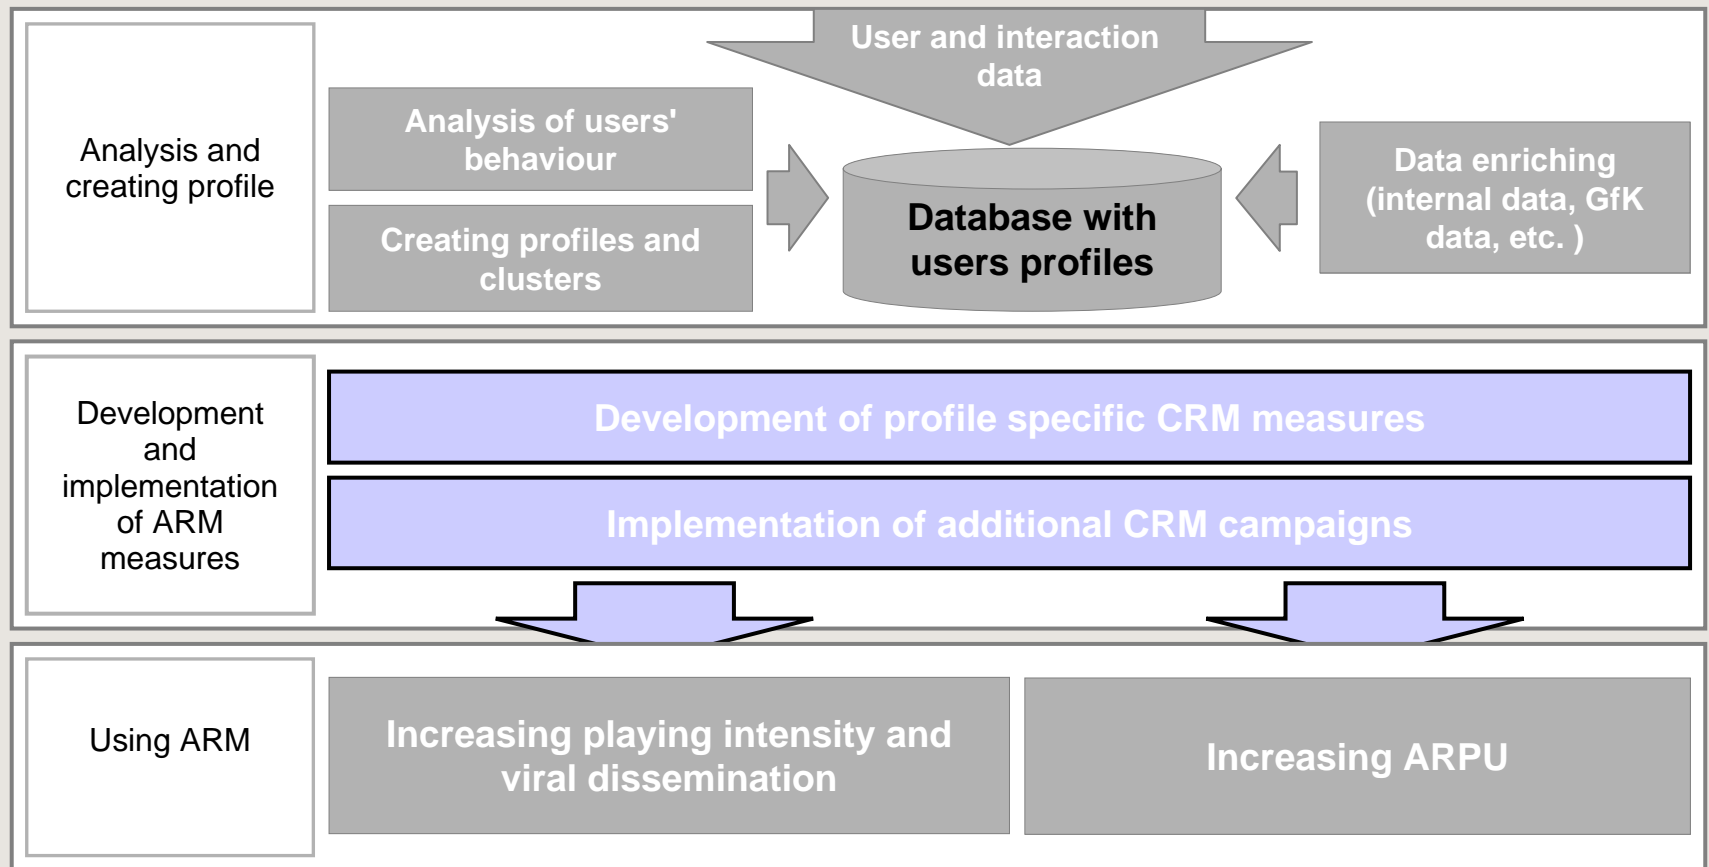 User and interaction
data
Analysis and
creating profile
Analysis of users'
behaviour
Creating profiles and
clusters
Database with
users profiles
Data enriching
(internal data, GfK
data, etc. )
Development
and
implementation
of ARM
measures
Development of profile specific CRM measures
Implementation of additional CRM campaigns
Using ARM
Increasing playing intensity and
viral dissemination
Increasing ARPU